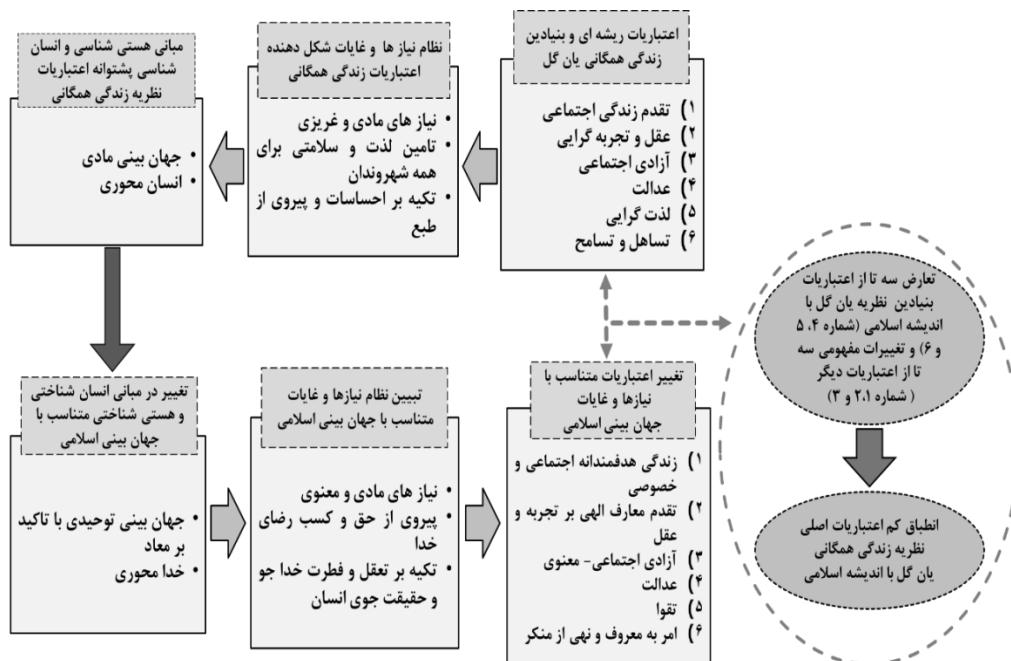 اعتباریات ریشه ای و بنیادین
زندگی همگانی یان گل
۱) تقدم زندگی اجتماعی
۲) عقل و تجربه گرایی
۳) آزادی اجتماعی
۴) عدالت
۵) لذت گرایی
۶) تساهل و تسامح
نظام نیاز ها و غایات شکل دهنده
اعتباریات زندگی همگانی
• نیاز های مادی و غریزی
• تامین لذت و سلامتی برای
همه شهروندان
• تکیه بر احساسات و پیروی از
طبع
مبانی هستی شناسی و انسان
شناسی پشتوانه اعتباریات
نظریه زندگی همگانی
• جهان بینی مادی
• انسان محوری
تغییر در مبانی انسان شناختی
و هستی شناختی متناسب با
جهان بینی اسلامی
• جهان بینی توحیدی با تاکید
بر معاد
• خدا محوری
تبیین نظام نیازها و غایات
متناسب با جهان بینی اسلامی
• نیاز های مادی و معنوی
• پیروی از حق و کسب رضای
خدا
• تکیه بر تعقل و فطرت خدا جو
و حقیقت جوی انسان
تغییر اعتباریات متناسب با
نیازها و غایات
جهان بینی اسلامی
۱) زندگی هدفمندانه اجتماعی و
خصوصی
۲) تقدم معارف الهی بر تجربه و
عقل
۳) آزادی اجتماعی- معنوی
۴) عدالت
۵) تقوا
۶) امر به معروف و نهی از منکر
تعارض سه تا از اعتباریات
بنیادین نظریه یان گل با
اندیشه اسلامی (شماره ۴، ۵
و ۶) و تغییرات مفهومی سه
تا از اعتباریات دیگر
( شماره ۲،۱ و ۳)
انطباق کم اعتباریات اصلی
نظریه زندگی همگانی
یان گل با اندیشه اسلامی